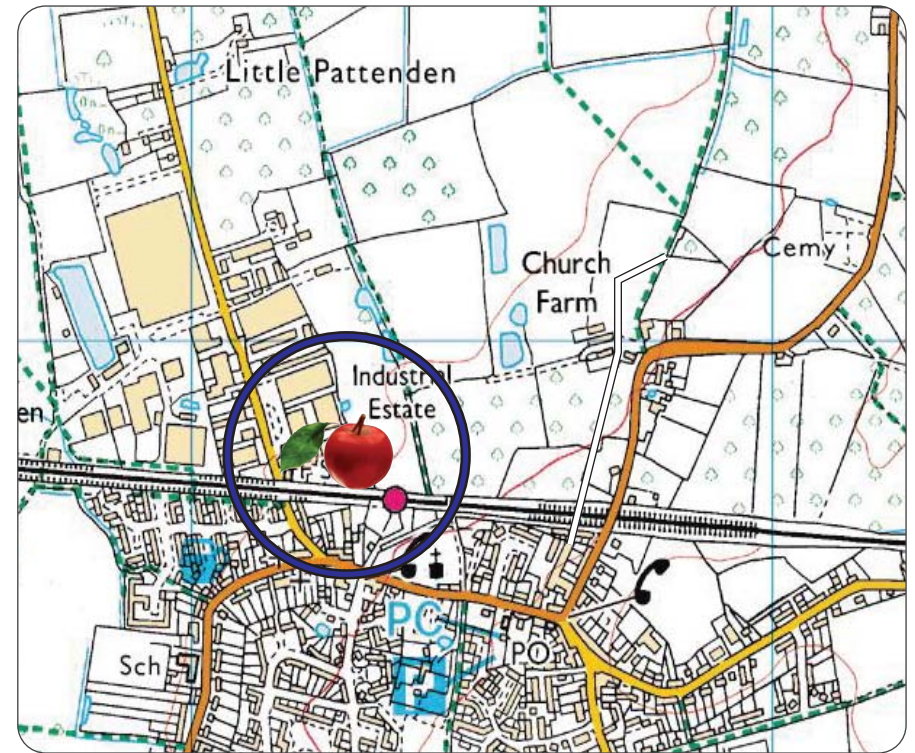 Little Pattenden
Church
Farm
Cemy
Industrial
Estate
en
P
PC
PO
Sch